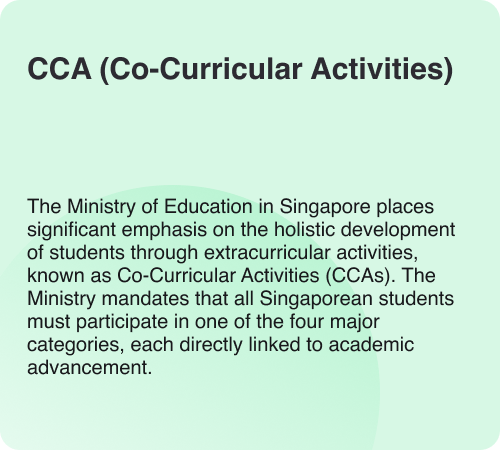 CCA (Co-Curricular Activities)
The Ministry of Education in Singapore places
significant emphasis on the holistic development
of students through extracurricular activities,
known as Co-Curricular Activities (CCAs). The
Ministry mandates that all Singaporean students
must participate in one of the four major
categories, each directly linked to academic
advancement.